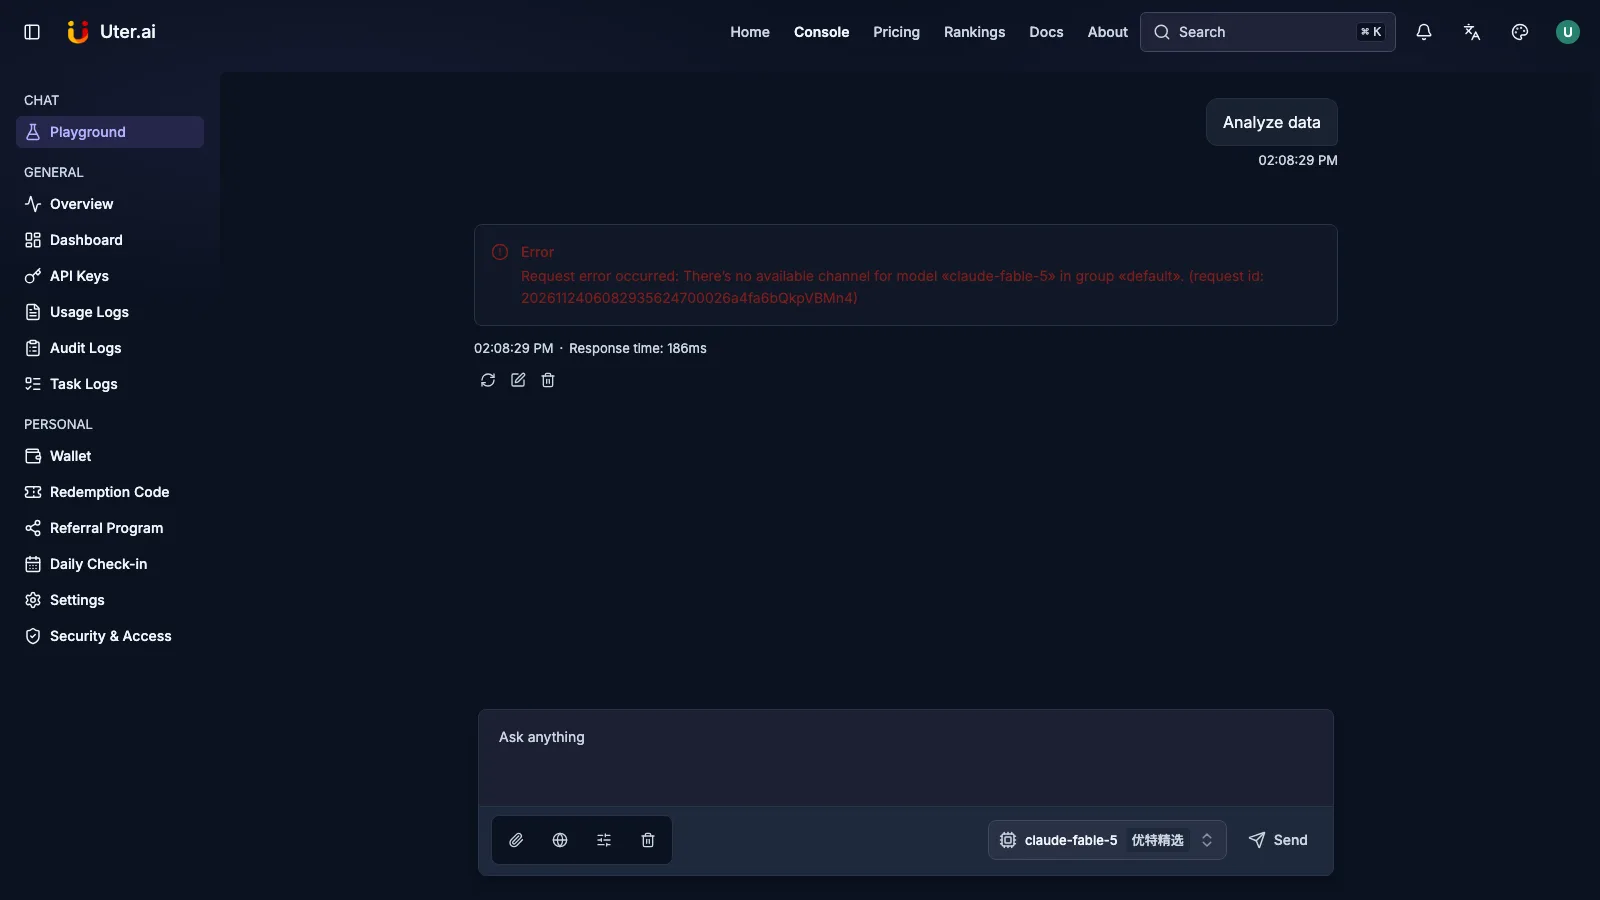 Uter.ai
Home
Console
Pricing
Rankings
Docs
About
Search
⌘ K
U
CHAT
Playground
GENERAL
Overview
Dashboard
API Keys
Usage Logs
Audit Logs
Task Logs
PERSONAL
Wallet
Redemption Code
Referral Program
Daily Check-in
Settings
Security & Access
Analyze data
02:08:29 PM
Error
Request error occurred: There's no available channel for model «claude-fable-5» in group «default». (request id:
2026112406082935624700026a4fa6bQkpVBMn4)
02:08:29 PM · Response time: 186ms
Ask anything
claude-fable-5 优特精选
Send